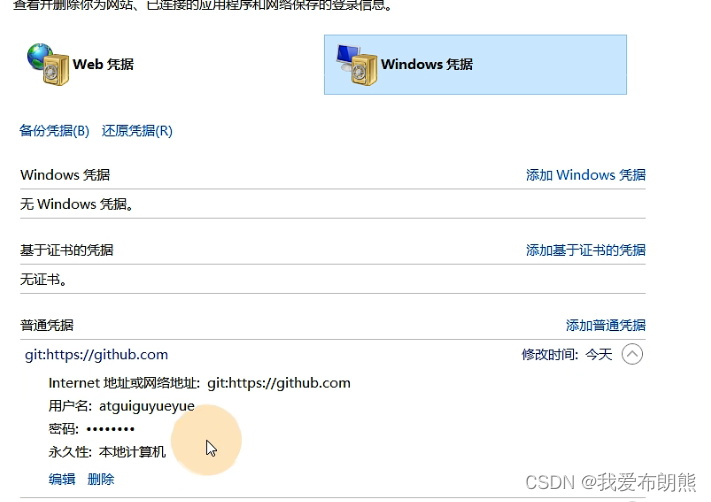 查看并删除你为网站、已连接的应用程序和网络保存的登录信息。
Web 凭据 Windows 凭据
备份凭据(B) 还原凭据(R)
Windows 凭据 添加 Windows 凭据
无 Windows 凭据。
基于证书的凭据 添加基于证书的凭据
无证书。
普通凭据 添加普通凭据
git:https://github.com 修改时间: 今天
Internet 地址或网络地址: git:https://github.com
用户名: atguiguyueyue
密码: ••••••••
永久性: 本地计算机
编辑 删除
CSDN @我爱布朗熊